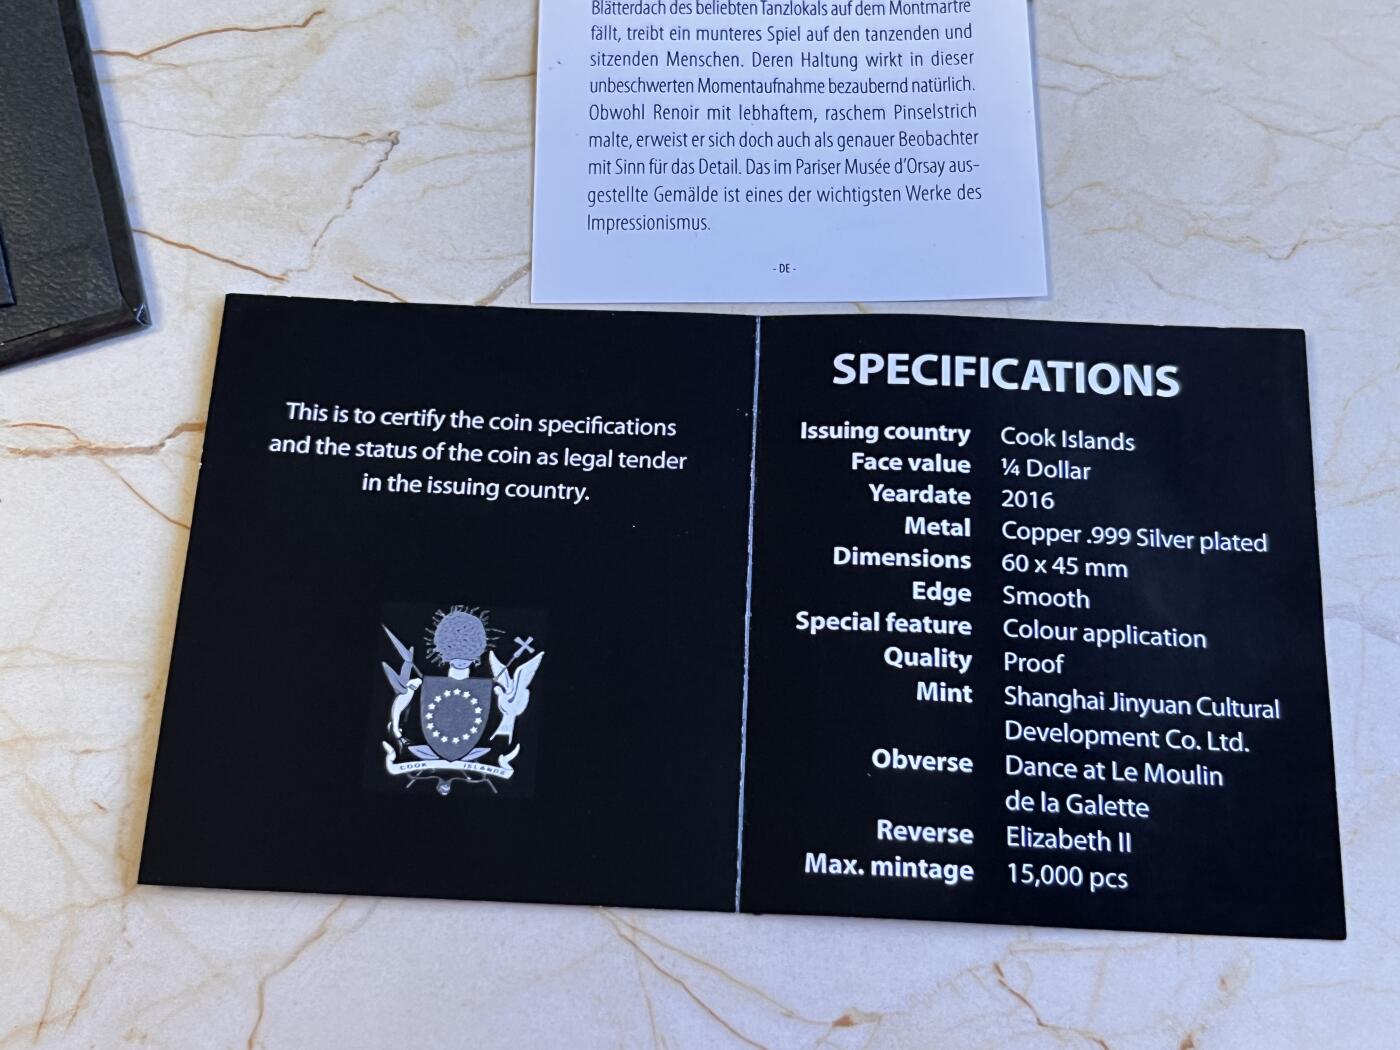 Blätterdach des beliebten Tanzlokals auf dem Montmartre
fällt, treibt ein munteres Spiel auf den tanzenden und
sitzenden Menschen. Deren Haltung wirkt in dieser
unbeschwerten Momentaufnahme bezaubernd natürlich.
Obwohl Renoir mit lebhaftem, raschem Pinselstrich
malte, erweist er sich doch auch als genauer Beobachter
mit Sinn für das Detail. Das im Pariser Musée d'Orsay aus-
gestellte Gemälde ist eines der wichtigsten Werke des
Impressionismus.
- DE -
This is to certify the coin specifications
and the status of the coin as legal tender
in the issuing country.
COOK ISLANDS
SPECIFICATIONS
Issuing country Cook Islands
Face value ¼ Dollar
Yeardate 2016
Metal Copper .999 Silver plated
Dimensions 60 x 45 mm
Edge Smooth
Special feature Colour application
Quality Proof
Mint Shanghai Jinyuan Cultural
Development Co. Ltd.
Obverse Dance at Le Moulin
de la Galette
Reverse Elizabeth II
Max. mintage 15,000 pcs